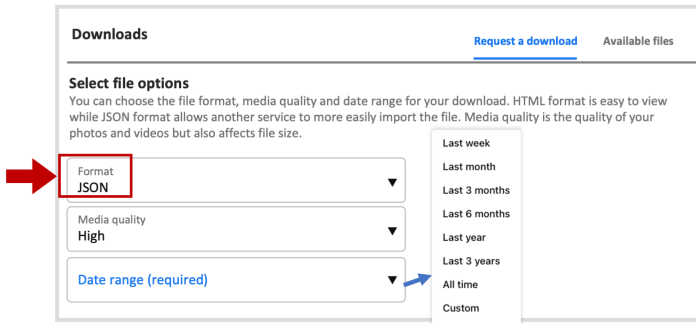 Downloads
Request a download
Available files
Select file options
You can choose the file format, media quality and date range for your download. HTML format is easy to view
while JSON format allows another service to more easily import the file. Media quality is the quality of your
photos and videos but also affects file size.
Format
JSON
Media quality
High
Date range (required)
Last week
Last month
Last 3 months
Last 6 months
Last year
Last 3 years
All time
Custom